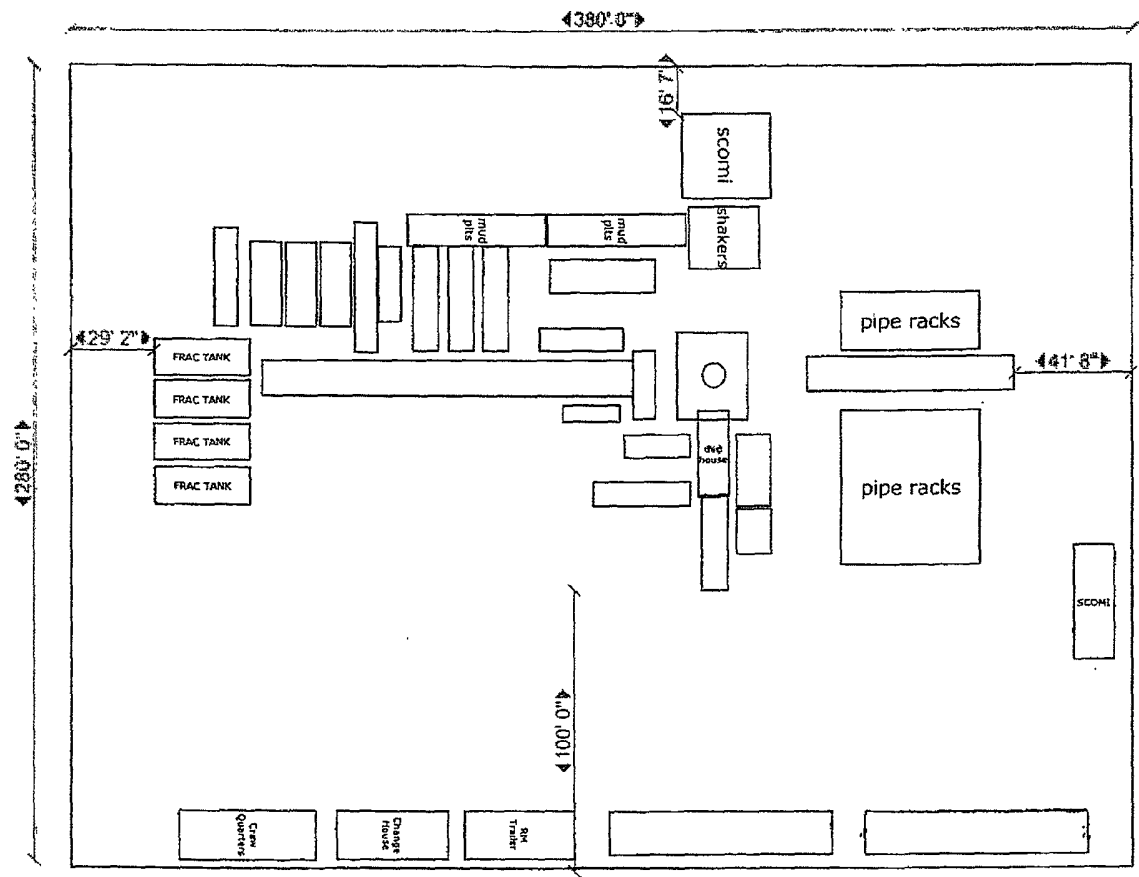 380' 0"
16' 7"
scomi
mud
pits
mud
pits
shakers
pipe racks
29' 2"
41' 8"
FRAC TANK
FRAC TANK
280' 0"
FRAC TANK
dog
house
FRAC TANK
pipe racks
SCOMI
100' 0"
Crew
Quarters
Change
House
RM
Trailer